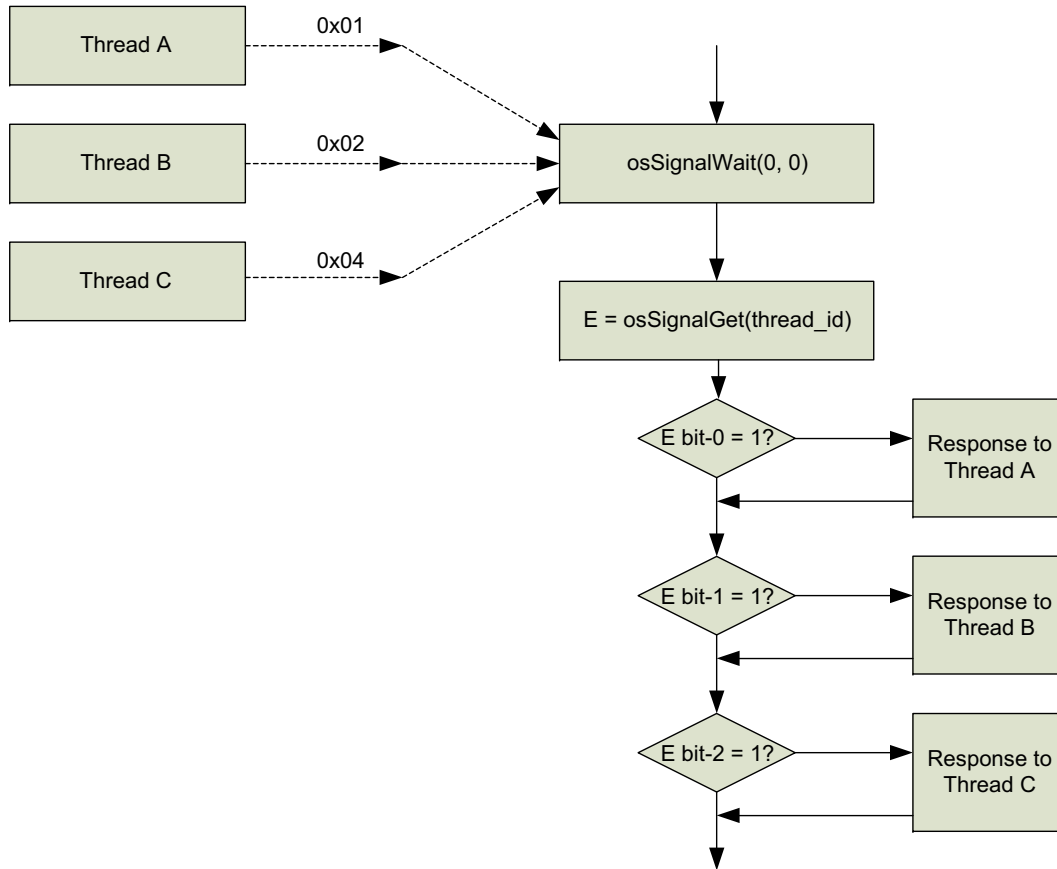 Thread A
0x01
Thread B
0x02
osSignalWait(0, 0)
Thread C
0x04
E = osSignalGet(thread_id)
E bit-0 = 1?
Response to
Thread A
E bit-1 = 1?
Response to
Thread B
E bit-2 = 1?
Response to
Thread C